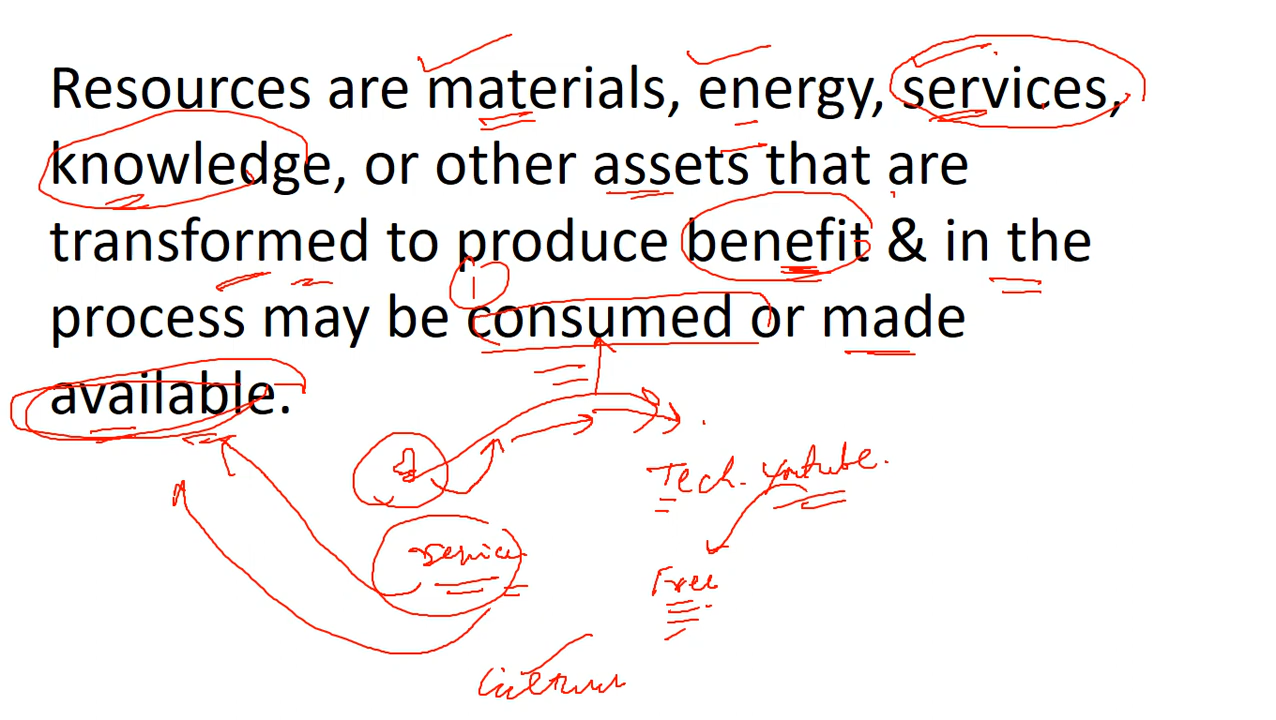 Resources are materials, energy, services,
knowledge, or other assets that are
transformed to produce benefit & in the
process may be consumed or made
available.
1
Tech. youtube.
service.
Free